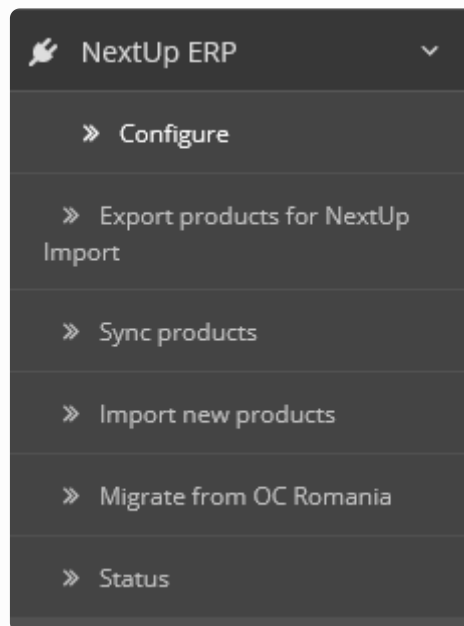 NextUp ERP
Configure
Export products for NextUp
Import
Sync products
Import new products
Migrate from OC Romania
Status